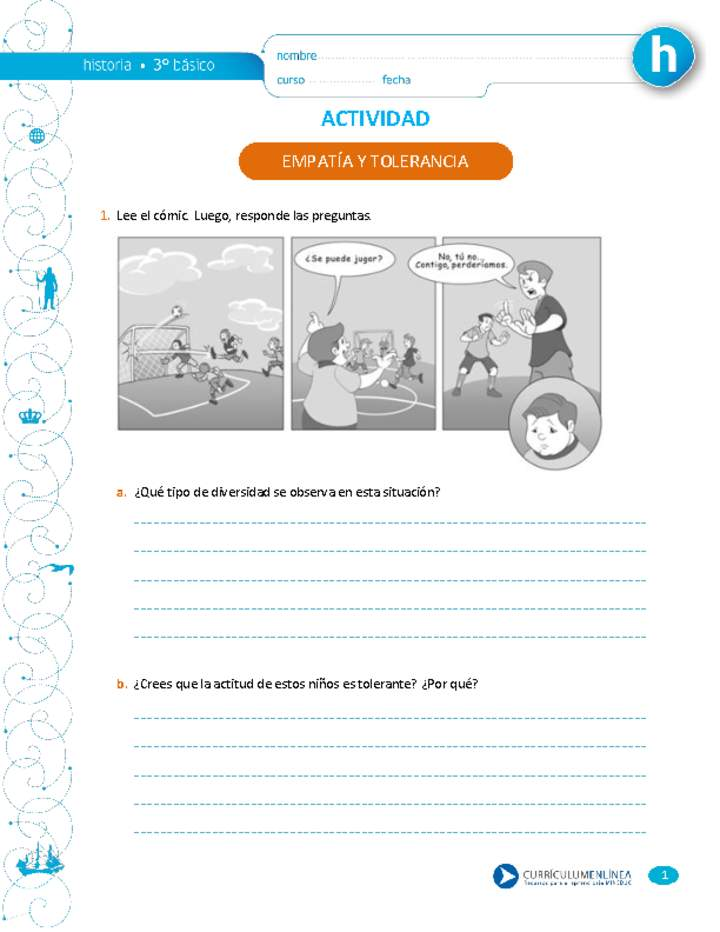 historia • 3º básico
nombre
curso
fecha
h
ACTIVIDAD
EMPATÍA Y TOLERANCIA
1. Lee el cómic. Luego, responde las preguntas.
¿Se puede jugar?
No, tú no...
Contigo, perderíamos.
a. ¿Qué tipo de diversidad se observa en esta situación?
b. ¿Crees que la actitud de estos niños es tolerante? ¿Por qué?
CURRÍCULUMENLÍNEA
MINEDUC
1